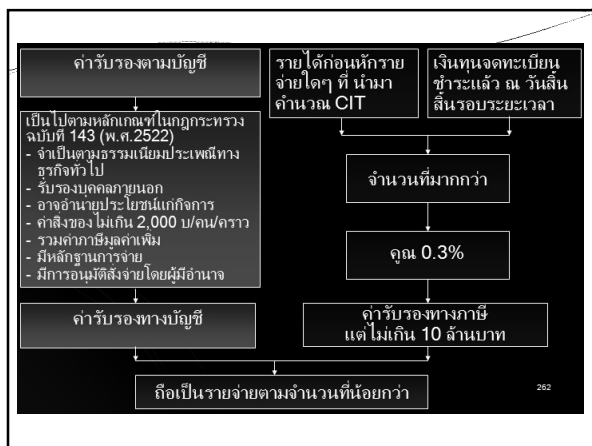 ค่ารับรองตามบัญชี
เป็นไปตามหลักเกณฑ์ในกฎกระทรวง
ฉบับที่ 143 (พ.ศ.2522)
- จำเป็นตามธรรมเนียมประเพณีทาง
ธุรกิจทั่วไป
- รับรองบุคคลภายนอก
- อาจอำนายประโยชน์แก่กิจการ
- ค่าสิ่งของไม่เกิน 2,000 บ/คน/คราว
- รวมค่าภาษีมูลค่าเพิ่ม
- มีหลักฐานการจ่าย
- มีการอนุมัติสั่งจ่ายโดยผู้มีอำนาจ
ค่ารับรองทางบัญชี
รายได้ก่อนหักราย
จ่ายใดๆ ที่ นำมา
คำนวณ CIT
เงินทุนจดทะเบียน
ชำระแล้ว ณ วันสิ้น
สิ้นรอบระยะเวลา
จำนวนที่มากกว่า
คูณ 0.3%
ค่ารับรองทางภาษี
แต่ไม่เกิน 10 ล้านบาท
ถือเป็นรายจ่ายตามจำนวนที่น้อยกว่า
262